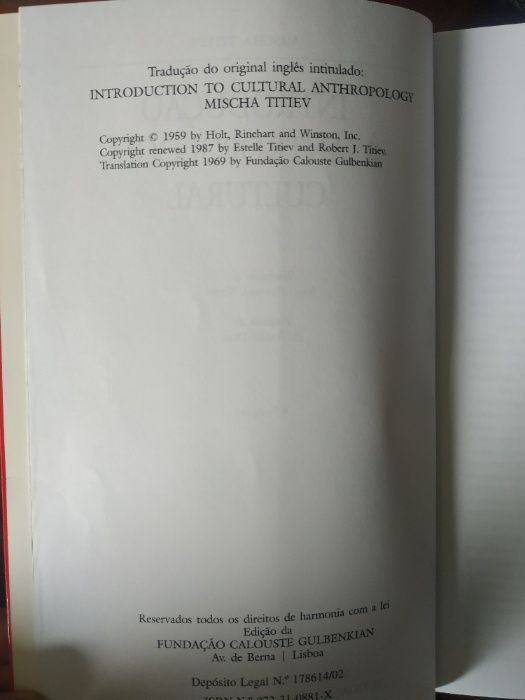 Tradução do original inglês intitulado:
INTRODUCTION TO CULTURAL ANTHROPOLOGY
MISCHA TITIEV
Copyright © 1959 by Holt, Rinehart and Winston, Inc.
Copyright renewed 1987 by Estelle Titiev and Robert J. Titiev.
Translation Copyright 1969 by Fundação Calouste Gulbenkian
CULTURAL
Reservados todos os direitos de harmonia com a lei
Edição da
FUNDAÇÃO CALOUSTE GULBENKIAN
Av. de Berna | Lisboa
Depósito Legal N.º 178614/02